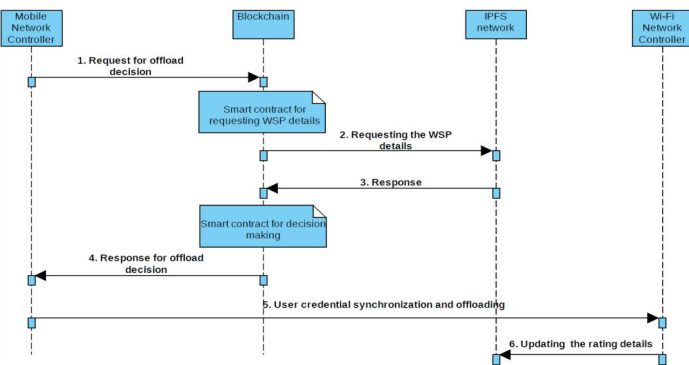 Mobile
Network
Controller
Blockchain
IPFS
network
Wi-Fi
Network
Controller
1. Request for offload
decision
Smart contract for
requesting WSP details
2. Requesting the WSP
details
3. Response
Smart contract for decision
making
4. Response for offload
decision
5. User credential synchronization and offloading
6. Updating the rating details